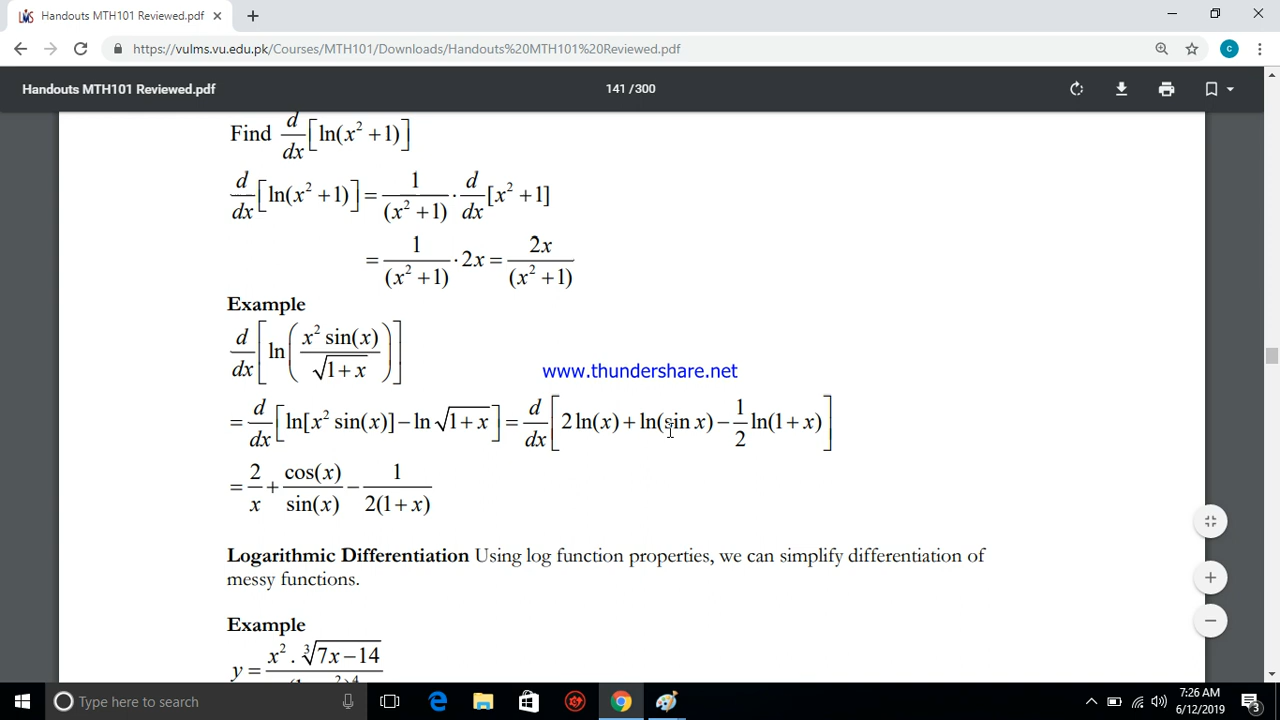 Handouts MTH101 Reviewed.pdf
https://vulms.vu.edu.pk/Courses/MTH101/Downloads/Handouts%20MTH101%20Reviewed.pdf
c
Handouts MTH101 Reviewed.pdf
141 / 300
Find d/dx [ln(x² + 1)]
d/dx [ln(x² + 1)] = 1/(x² + 1) · d/dx [x² + 1]
= 1/(x² + 1) · 2x = 2x/(x² + 1)
Example
d/dx [ln (x² sin(x) / √(1 + x))]
www.thundershare.net
= d/dx [ln[x² sin(x)] − ln √(1 + x)] = d/dx [2 ln(x) + ln(sin x) − 1/2 ln(1 + x)]
= 2/x + cos(x)/sin(x) − 1/2(1 + x)
Logarithmic Differentiation Using log function properties, we can simplify differentiation of
messy functions.
Example
y = x² . ∛(7x − 14)
Type here to search
7:26 AM
6/12/2019
3